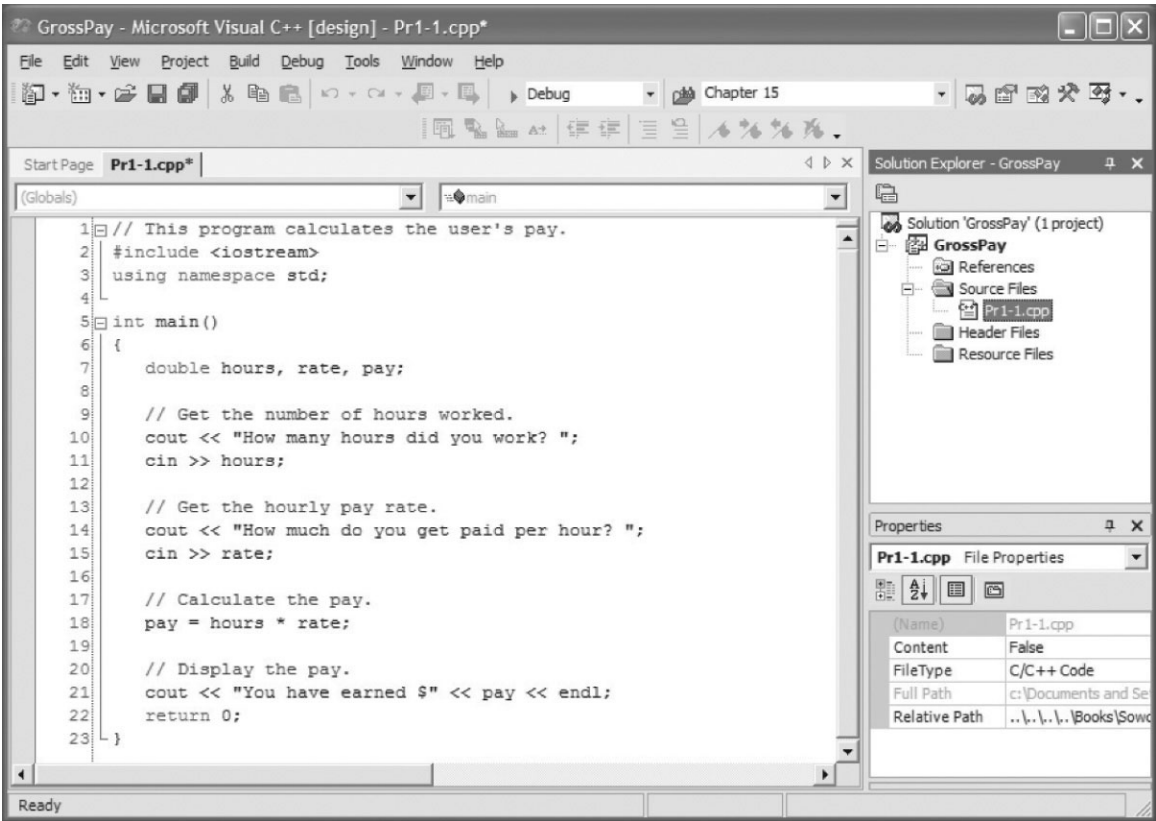 GrossPay - Microsoft Visual C++ [design] - Pr1-1.cpp*
File Edit View Project Build Debug Tools Window Help
Debug Chapter 15
Start Page Pr1-1.cpp*
(Globals) main
1 // This program calculates the user's pay.
2 #include <iostream>
3 using namespace std;
4
5 int main()
6 {
7 double hours, rate, pay;
8
9 // Get the number of hours worked.
10 cout << "How many hours did you work? ";
11 cin >> hours;
12
13 // Get the hourly pay rate.
14 cout << "How much do you get paid per hour? ";
15 cin >> rate;
16
17 // Calculate the pay.
18 pay = hours * rate;
19
20 // Display the pay.
21 cout << "You have earned $" << pay << endl;
22 return 0;
23 }
Ready
Solution Explorer - GrossPay
Solution 'GrossPay' (1 project)
GrossPay
References
Source Files
Pr1-1.cpp
Header Files
Resource Files
Properties
Pr1-1.cpp File Properties
(Name) Pr1-1.cpp
Content False
FileType C/C++ Code
Full Path c:\Documents and Se
Relative Path ..\..\..\..\Books\Sowc